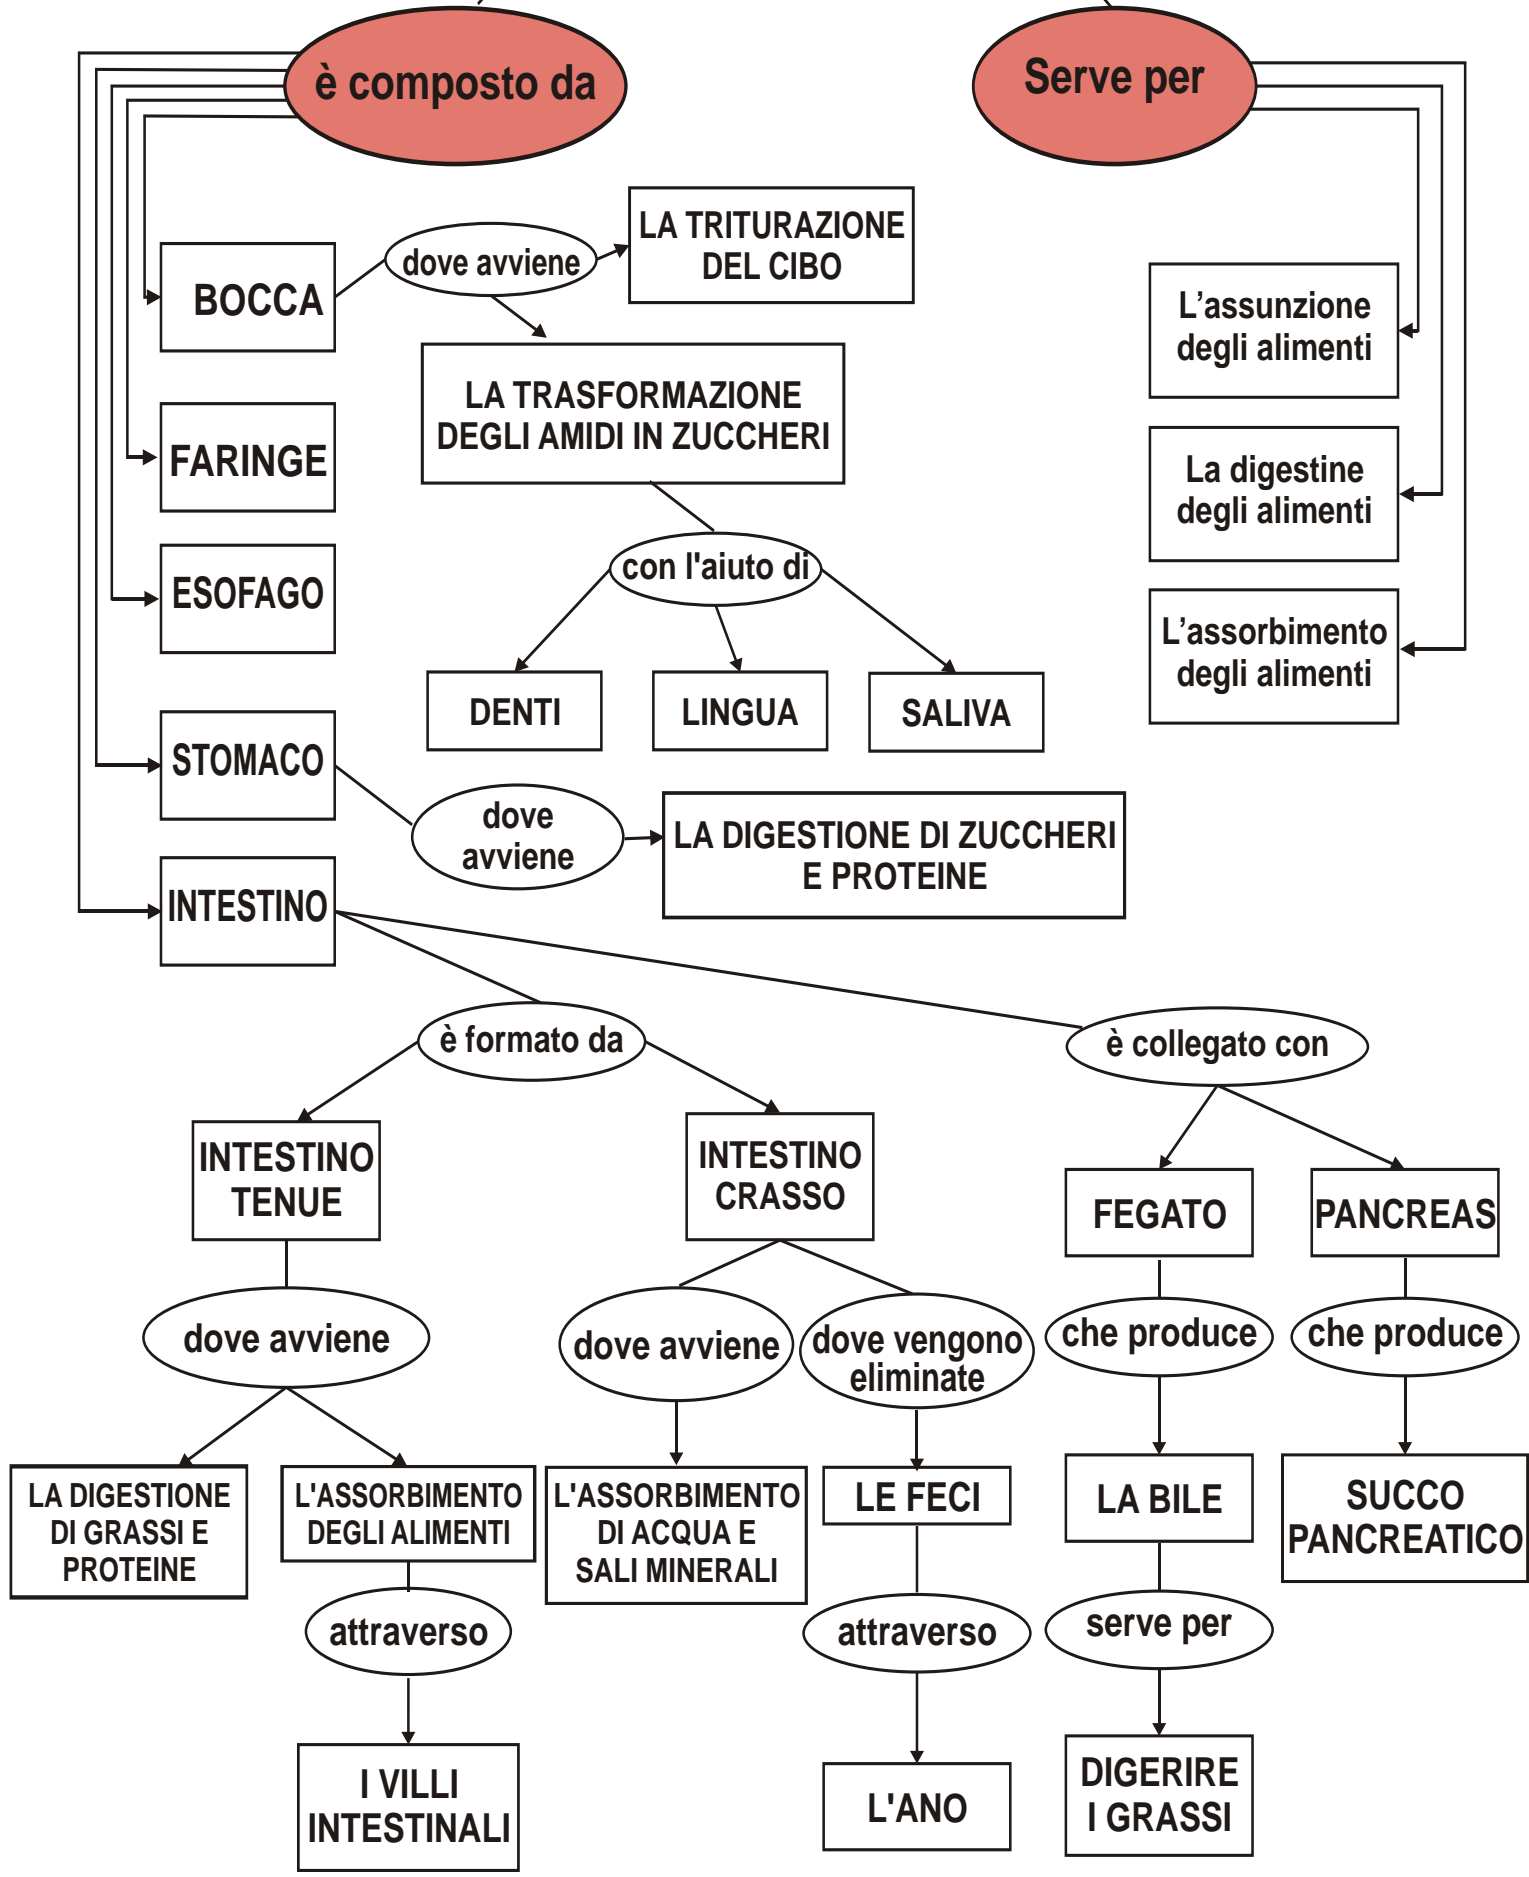 è composto da
Serve per
LA TRITURAZIONE
DEL CIBO
dove avviene
BOCCA
L’assunzione
degli alimenti
LA TRASFORMAZIONE
DEGLI AMIDI IN ZUCCHERI
FARINGE
La digestine
degli alimenti
con l'aiuto di
ESOFAGO
L’assorbimento
degli alimenti
DENTI
LINGUA
SALIVA
STOMACO
dove
avviene
LA DIGESTIONE DI ZUCCHERI
E PROTEINE
INTESTINO
è formato da
è collegato con
INTESTINO
TENUE
INTESTINO
CRASSO
FEGATO
PANCREAS
dove avviene
dove avviene
dove vengono
eliminate
che produce
che produce
LA DIGESTIONE
DI GRASSI E
PROTEINE
L'ASSORBIMENTO
DEGLI ALIMENTI
L'ASSORBIMENTO
DI ACQUA E
SALI MINERALI
LE FECI
LA BILE
SUCCO
PANCREATICO
attraverso
attraverso
serve per
I VILLI
INTESTINALI
L'ANO
DIGERIRE
I GRASSI